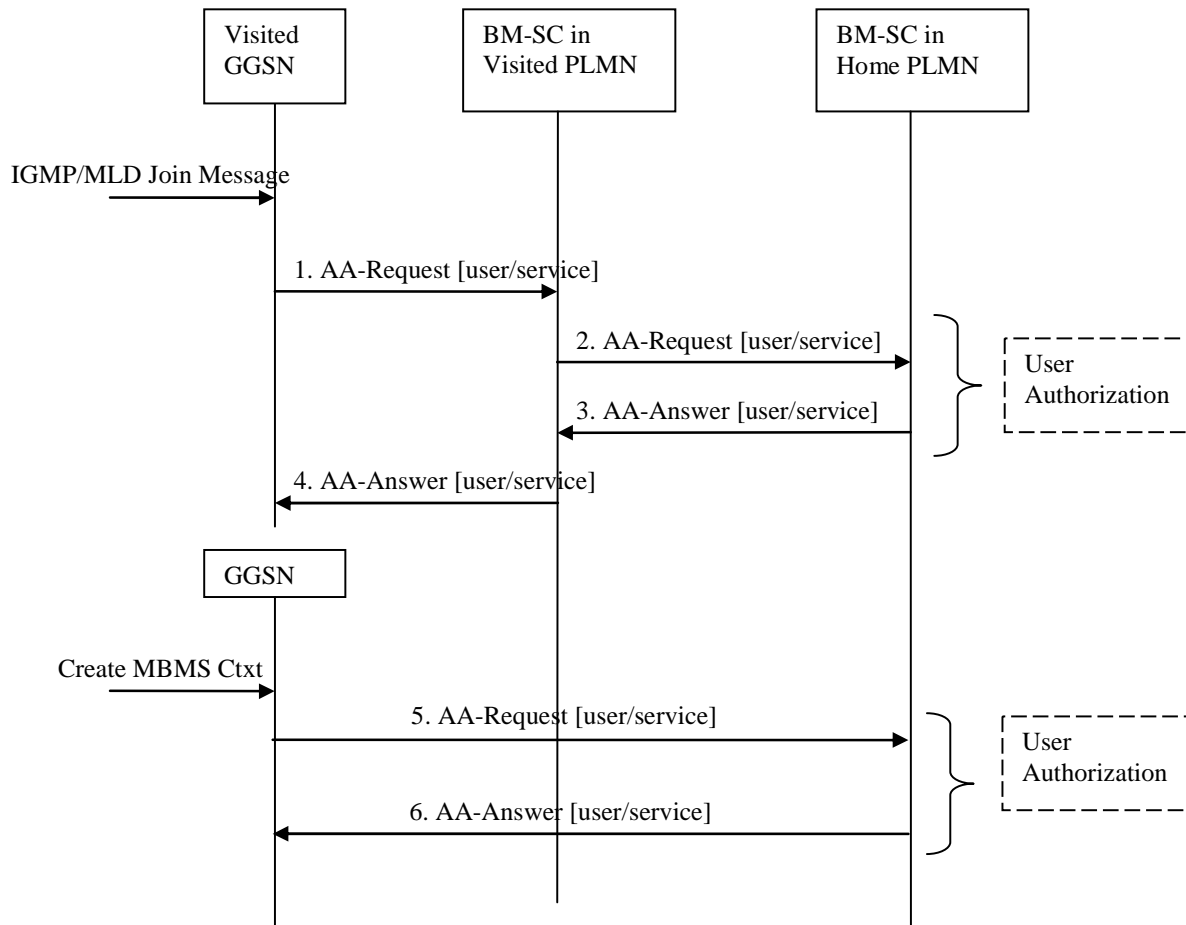 Visited
GGSN
BM-SC in
Visited PLMN
BM-SC in
Home PLMN
IGMP/MLD Join Message
1. AA-Request [user/service]
2. AA-Request [user/service]
User
Authorization
3. AA-Answer [user/service]
4. AA-Answer [user/service]
GGSN
Create MBMS Ctxt
5. AA-Request [user/service]
User
Authorization
6. AA-Answer [user/service]